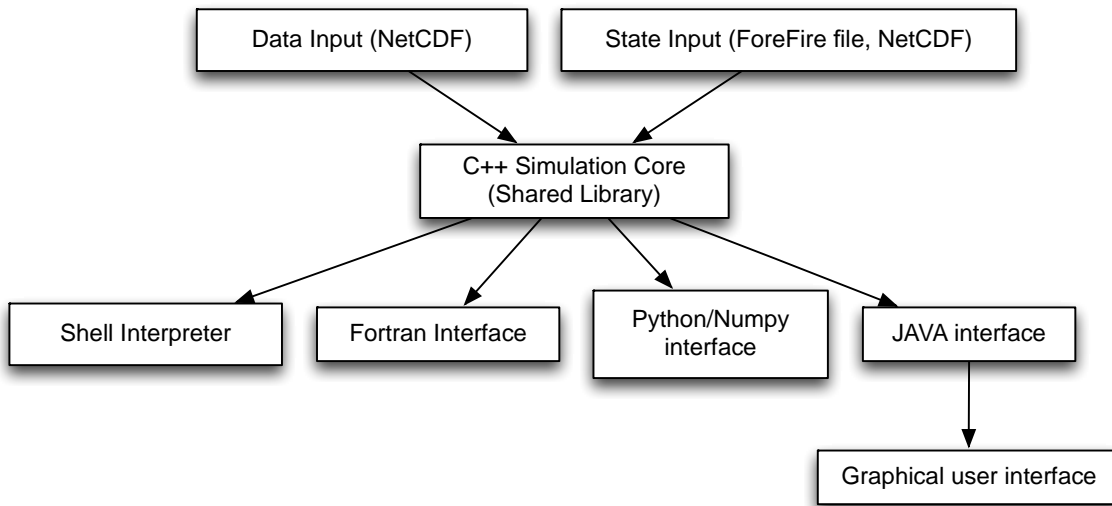 Data Input (NetCDF)
State Input (ForeFire file, NetCDF)
C++ Simulation Core
(Shared Library)
Shell Interpreter
Fortran Interface
Python/Numpy
interface
JAVA interface
Graphical user interface